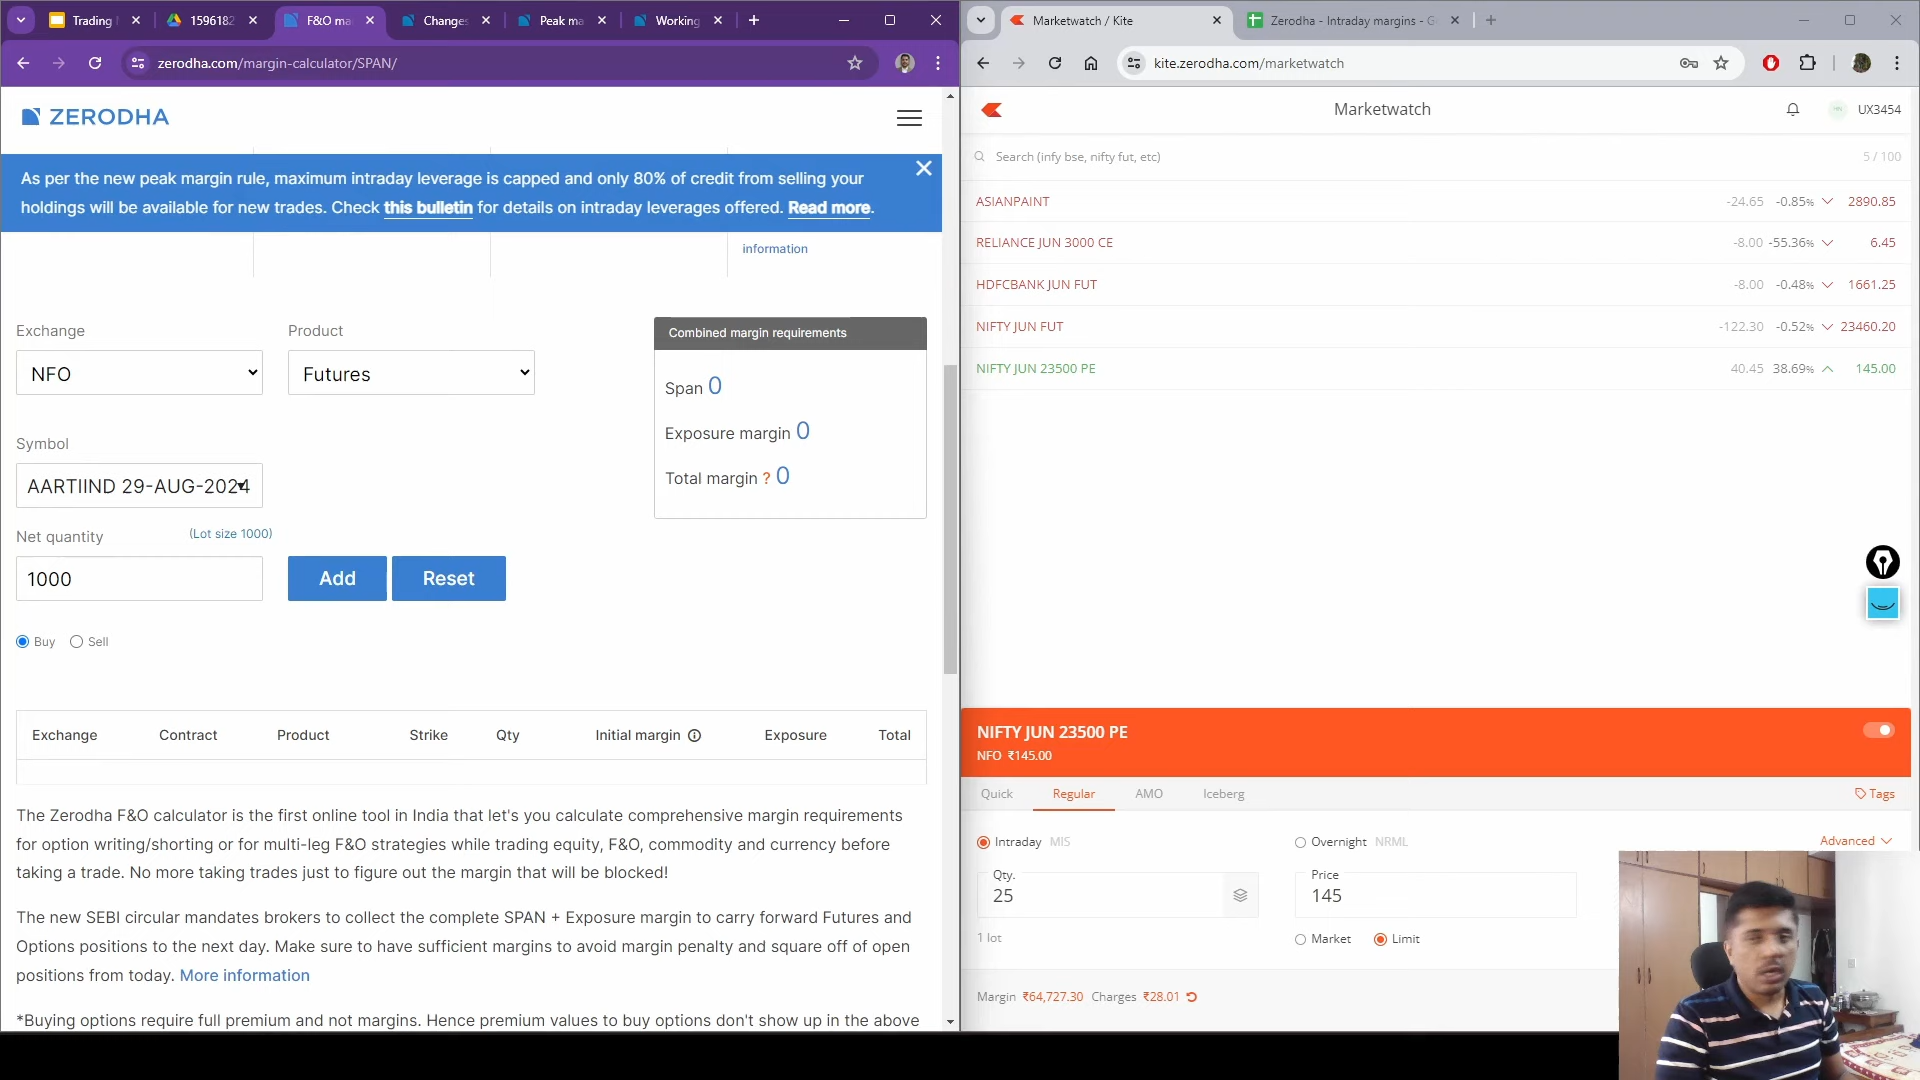 Trading
1596182
F&O ma
Changes
Peak ma
Working
zerodha.com/margin-calculator/SPAN/
ZERODHA
As per the new peak margin rule, maximum intraday leverage is capped and only 80% of credit from selling your
holdings will be available for new trades. Check this bulletin for details on intraday leverages offered. Read more.
information
Exchange
Product
NFO
Futures
Combined margin requirements
Span 0
Exposure margin 0
Total margin ? 0
Symbol
AARTIIND 29-AUG-2024
Net quantity
(Lot size 1000)
1000
Add
Reset
Buy
Sell
Exchange Contract Product Strike Qty Initial margin Exposure Total
The Zerodha F&O calculator is the first online tool in India that let's you calculate comprehensive margin requirements
for option writing/shorting or for multi-leg F&O strategies while trading equity, F&O, commodity and currency before
taking a trade. No more taking trades just to figure out the margin that will be blocked!
The new SEBI circular mandates brokers to collect the complete SPAN + Exposure margin to carry forward Futures and
Options positions to the next day. Make sure to have sufficient margins to avoid margin penalty and square off of open
positions from today. More information
*Buying options require full premium and not margins. Hence premium values to buy options don't show up in the above
Marketwatch / Kite
Zerodha - Intraday margins - G
kite.zerodha.com/marketwatch
Marketwatch
UX3454
Search (infy bse, nifty fut, etc)
5 / 100
ASIANPAINT -24.65 -0.85% 2890.85
RELIANCE JUN 3000 CE -8.00 -55.36% 6.45
HDFCBANK JUN FUT -8.00 -0.48% 1661.25
NIFTY JUN FUT -122.30 -0.52% 23460.20
NIFTY JUN 23500 PE 40.45 38.69% 145.00
NIFTY JUN 23500 PE
NFO ₹145.00
Quick Regular AMO Iceberg
Tags
Intraday MIS
Overnight NRML
Advanced
Qty.
25
Price
145
1 lot
Market
Limit
Margin ₹64,727.30 Charges ₹28.01